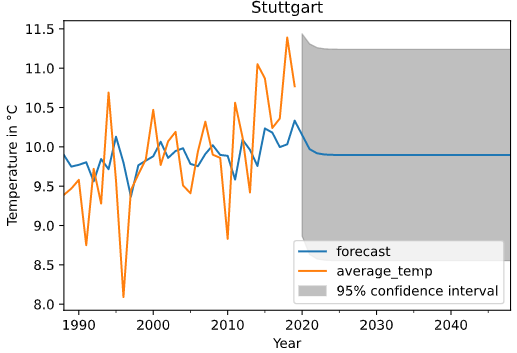 Stuttgart
Temperature in °C
11.5
11.0
10.5
10.0
9.5
9.0
8.5
8.0
forecast
average_temp
95% confidence interval
1990
2000
2010
2020
2030
2040
Year